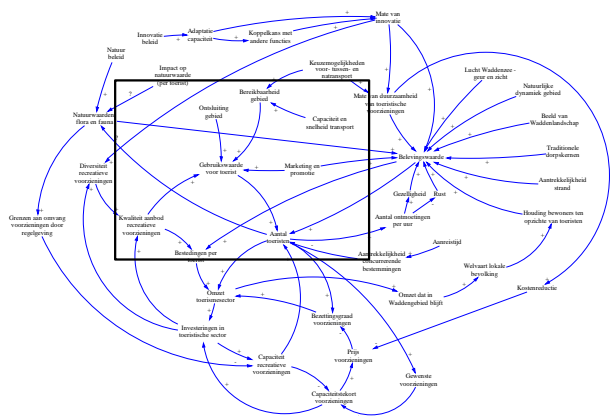 Mate van
innovatie
Innovatie
beleid
Adaptatie
capaciteit
Koppelkans met
andere functies
Natuur
beleid
Impact op
natuurwaarde
(per toerist)
Keuzemogelijkheden
voor- tussen- en
natransport
Lucht Waddenzee -
geur en zicht
Bereikbaarheid
gebied
Natuurlijke
dynamiek gebied
Mate van duurzaamheid
van toeristische
voorzieningen
Natuurwaarden
flora en fauna
Ontsluiting
gebied
Capaciteit en
snelheid transport
Beeld van
Waddenlandschap
Traditionele
dorpskernen
Diversiteit
recreatieve
voorzieningen
Gebruikswaarde
voor toerist
Marketing en
promotie
Belevingswaarde
Aantrekkelijkheid
strand
Gezelligheid
Rust
Grenzen aan omvang
voorzieningen door
regelgeving
Kwaliteit aanbod
recreatieve
voorzieningen
Aantal ontmoetingen
per uur
Houding bewoners ten
opzichte van toeristen
Aantal
toeristen
Aanreistijd
Bestedingen per
toerist
Aantrekkelijkheid
concurrerende
bestemmingen
Welvaart lokale
bevolking
Omzet
toerismesector
Omzet dat in
Waddengebied blijft
Kostenreductie
Bezettingsgraad
voorzieningen
Investeringen in
toeristische sector
Capaciteit
recreatieve
voorzieningen
Prijs
voorzieningen
Gewenste
voorzieningen
Capaciteitstekort
voorzieningen